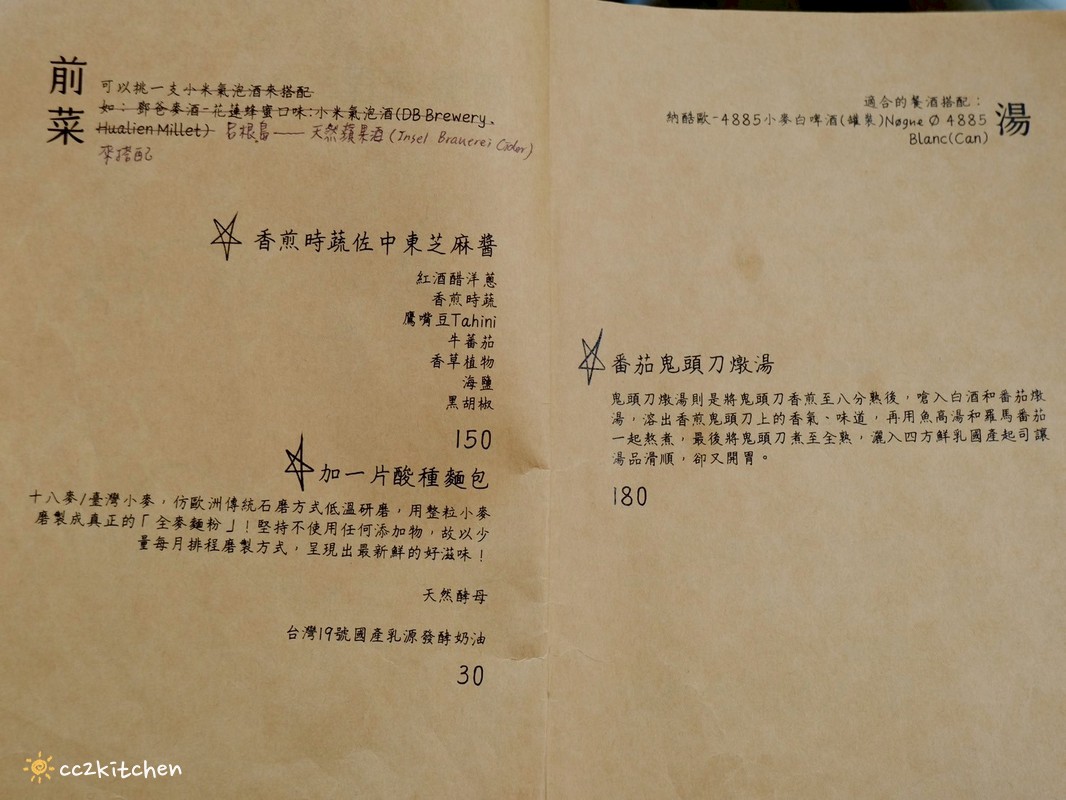 前菜
可以挑一支小米氣泡酒來搭配
如：鄧爸麥酒-花蓮蜂蜜口味:小米氣泡酒(DB Brewery、
Hualien Millet) 呂根島——天然蘋果酒(Insel Brauerei Cider)
來搭配
香煎時蔬佐中東芝麻醬
紅酒醋洋蔥
香煎時蔬
鷹嘴豆Tahini
牛蕃茄
香草植物
海鹽
黑胡椒
150
加一片酸種麵包
十八麥/臺灣小麥，仿歐洲傳統石磨方式低溫研磨，用整粒小麥
磨製成真正的「全麥麵粉」！堅持不使用任何添加物，故以少
量每月排程磨製方式，呈現出最新鮮的好滋味！
天然酵母
台灣19號國產乳源發酵奶油
30
湯
適合的餐酒搭配：
納酷歐-4885小麥白啤酒(罐裝)Nøgne Ø 4885
Blanc(Can)
番茄鬼頭刀燉湯
鬼頭刀燉湯則是將鬼頭刀香煎至八分熟後，嗆入白酒和番茄燉
湯，溶出香煎鬼頭刀上的香氣、味道，再用魚高湯和羅馬番茄
一起熬煮，最後將鬼頭刀煮至全熟，灑入四方鮮乳國產起司讓
湯品滑順，卻又開胃。
180
cc2kitchen